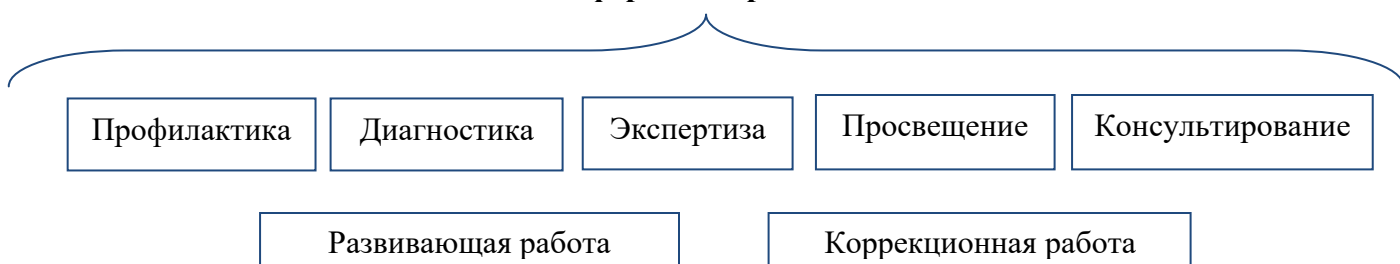 Профилактика Диагностика Экспертиза Просвещение Консультирование
Развивающая работа Коррекционная работа